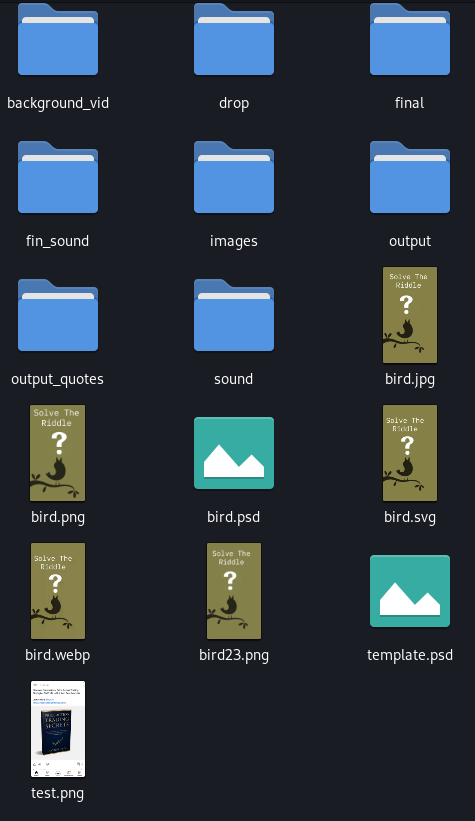 background_vid
drop
final
fin_sound
images
output
output_quotes
sound
Solve The
Riddle
?
bird.jpg
Solve The
Riddle
?
bird.png
bird.psd
Solve The
Riddle
?
bird.svg
Solve The
Riddle
?
bird.webp
Solve The
Riddle
?
bird23.png
template.psd
TRADING
SECRETS
test.png